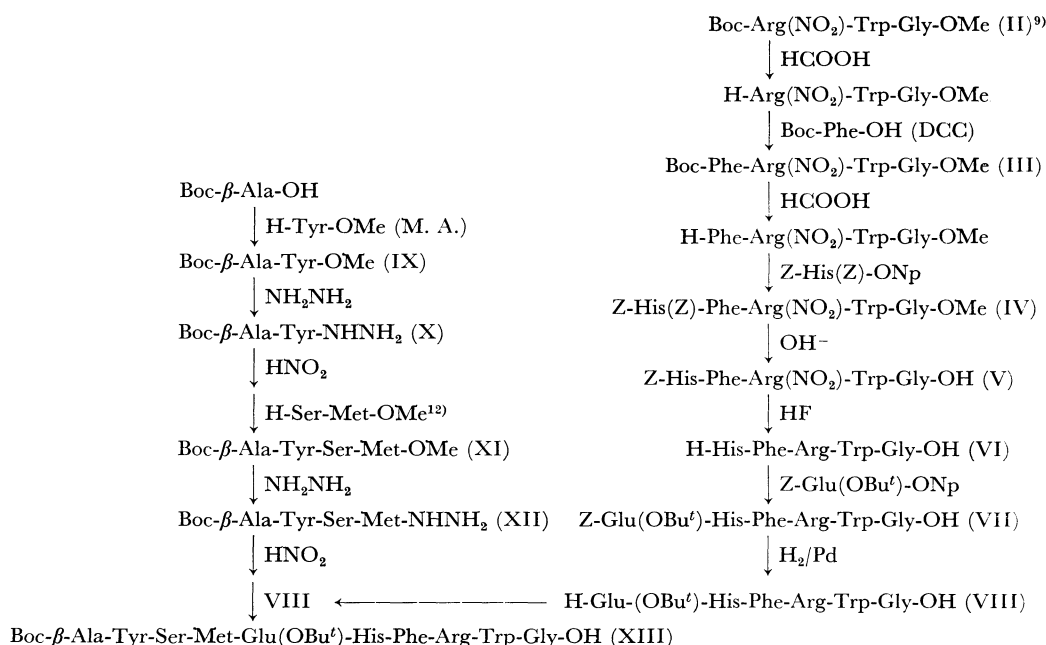 Boc-Arg(NO₂)-Trp-Gly-OMe (II)⁹⁾
HCOOH
H-Arg(NO₂)-Trp-Gly-OMe
Boc-Phe-OH (DCC)
Boc-Phe-Arg(NO₂)-Trp-Gly-OMe (III)
HCOOH
H-Phe-Arg(NO₂)-Trp-Gly-OMe
Z-His(Z)-ONp
Z-His(Z)-Phe-Arg(NO₂)-Trp-Gly-OMe (IV)
OH⁻
Z-His-Phe-Arg(NO₂)-Trp-Gly-OH (V)
HF
H-His-Phe-Arg-Trp-Gly-OH (VI)
Z-Glu(OBuᵗ)-ONp
Z-Glu(OBuᵗ)-His-Phe-Arg-Trp-Gly-OH (VII)
H₂/Pd
H-Glu-(OBuᵗ)-His-Phe-Arg-Trp-Gly-OH (VIII)
Boc-β-Ala-OH
H-Tyr-OMe (M. A.)
Boc-β-Ala-Tyr-OMe (IX)
NH₂NH₂
Boc-β-Ala-Tyr-NHNH₂ (X)
HNO₂
H-Ser-Met-OMe¹²⁾
Boc-β-Ala-Tyr-Ser-Met-OMe (XI)
NH₂NH₂
Boc-β-Ala-Tyr-Ser-Met-NHNH₂ (XII)
HNO₂
VIII
Boc-β-Ala-Tyr-Ser-Met-Glu(OBuᵗ)-His-Phe-Arg-Trp-Gly-OH (XIII)